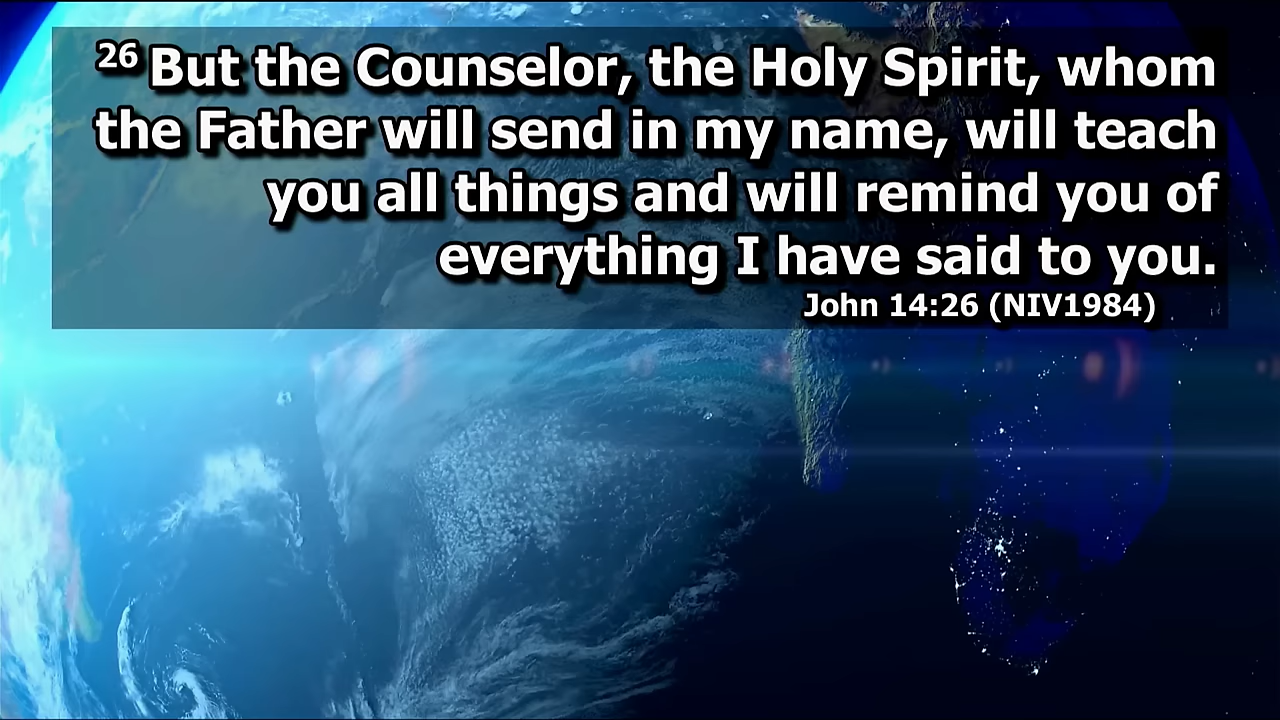 26 But the Counselor, the Holy Spirit, whom
the Father will send in my name, will teach
you all things and will remind you of
everything I have said to you.
John 14:26 (NIV1984)